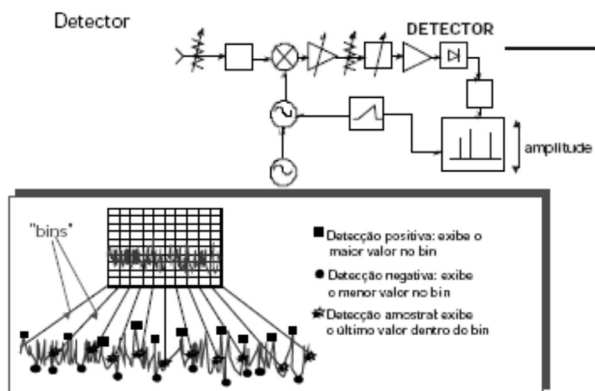 Detector
DETECTOR
amplitude
"bins"
Detecção positiva: exibe o
maior valor no bin
Detecção negativa: exibe
o menor valor no bin
Detecção amostral: exibe
o último valor dentro do bin